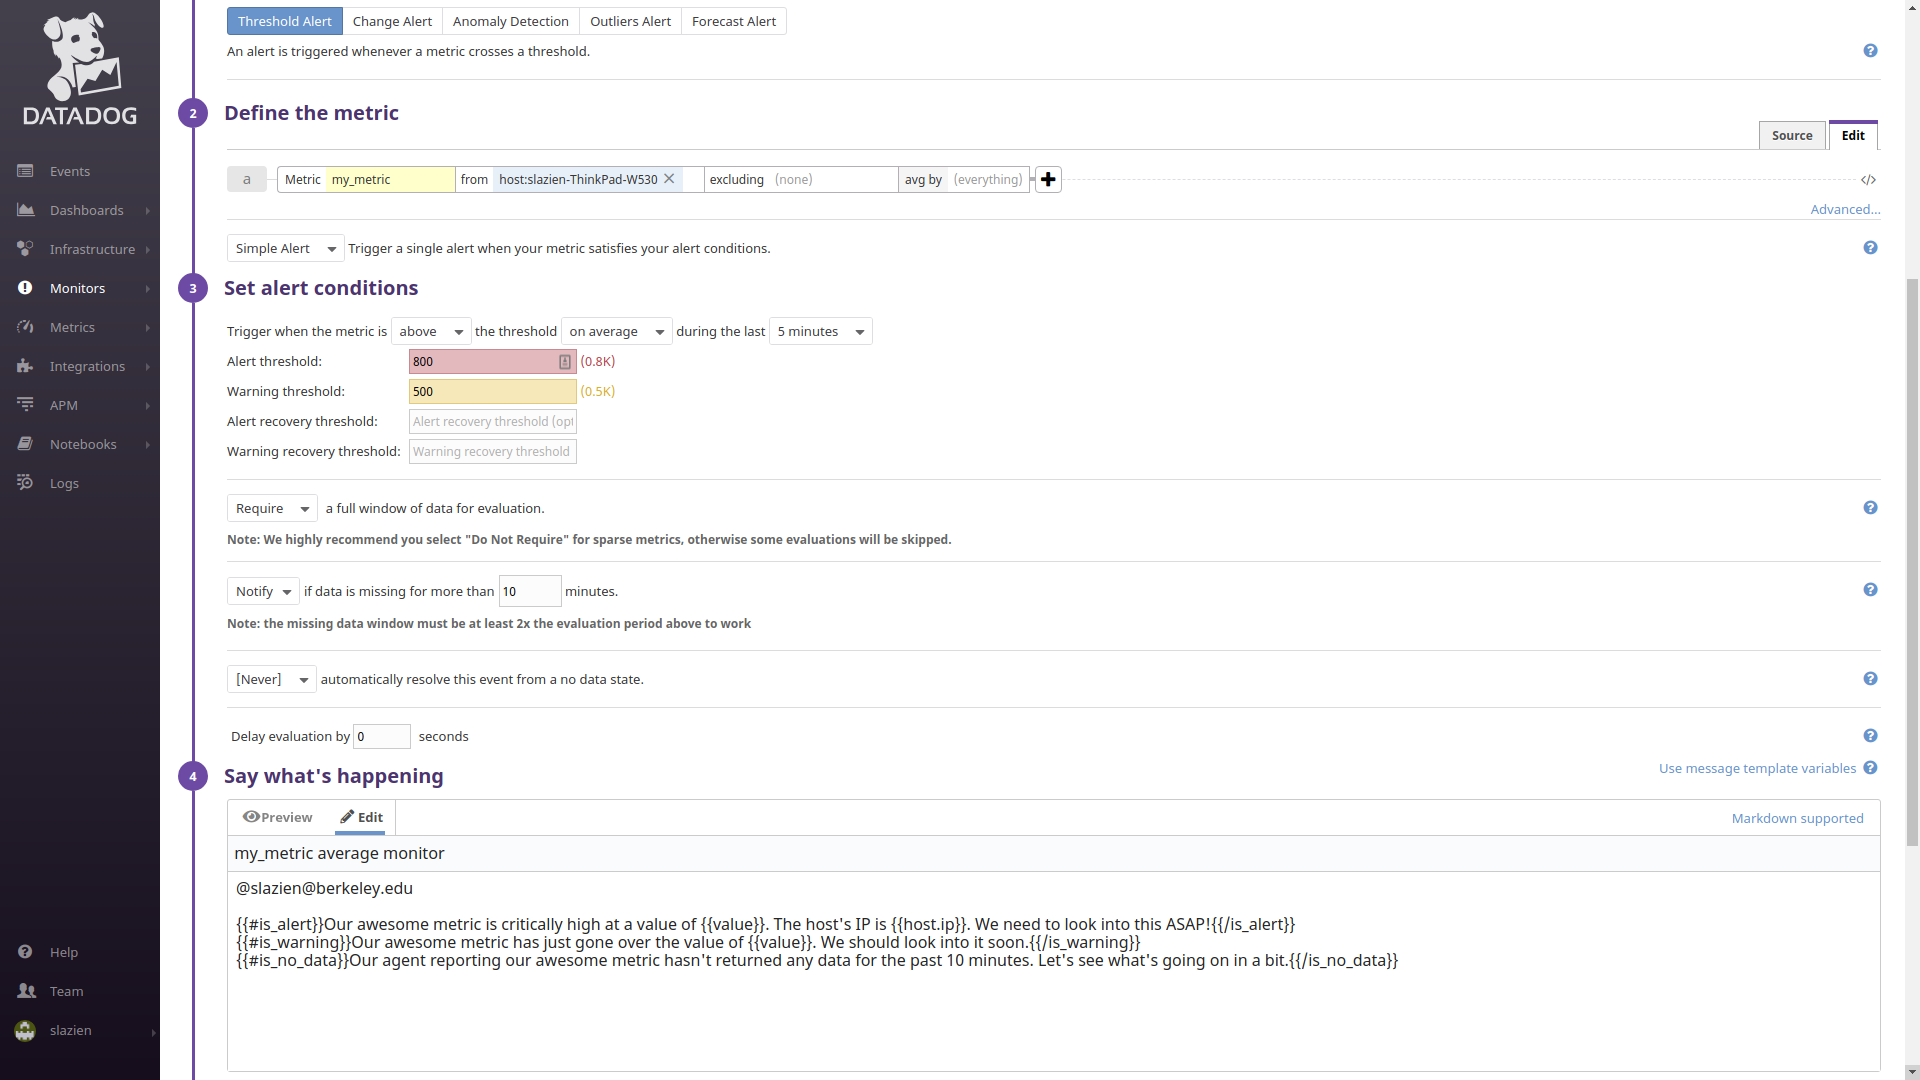 DATADOG
Events
Dashboards
Infrastructure
Monitors
Metrics
Integrations
APM
Notebooks
Logs
Help
Team
slazien
Threshold Alert Change Alert Anomaly Detection Outliers Alert Forecast Alert
An alert is triggered whenever a metric crosses a threshold.
2 Define the metric
Source Edit
a Metric my_metric from host:slazien-ThinkPad-W530 excluding (none) avg by (everything) </>
Advanced...
Simple Alert Trigger a single alert when your metric satisfies your alert conditions.
3 Set alert conditions
Trigger when the metric is above the threshold on average during the last 5 minutes
Alert threshold: 800 (0.8K)
Warning threshold: 500 (0.5K)
Alert recovery threshold: Alert recovery threshold (opt
Warning recovery threshold: Warning recovery threshold
Require a full window of data for evaluation.
Note: We highly recommend you select "Do Not Require" for sparse metrics, otherwise some evaluations will be skipped.
Notify if data is missing for more than 10 minutes.
Note: the missing data window must be at least 2x the evaluation period above to work
[Never] automatically resolve this event from a no data state.
Delay evaluation by 0 seconds
4 Say what's happening Use message template variables
Preview Edit Markdown supported
my_metric average monitor
@slazien@berkeley.edu
{{#is_alert}}Our awesome metric is critically high at a value of {{value}}. The host's IP is {{host.ip}}. We need to look into this ASAP!{{/is_alert}}
{{#is_warning}}Our awesome metric has just gone over the value of {{value}}. We should look into it soon.{{/is_warning}}
{{#is_no_data}}Our agent reporting our awesome metric hasn't returned any data for the past 10 minutes. Let's see what's going on in a bit.{{/is_no_data}}